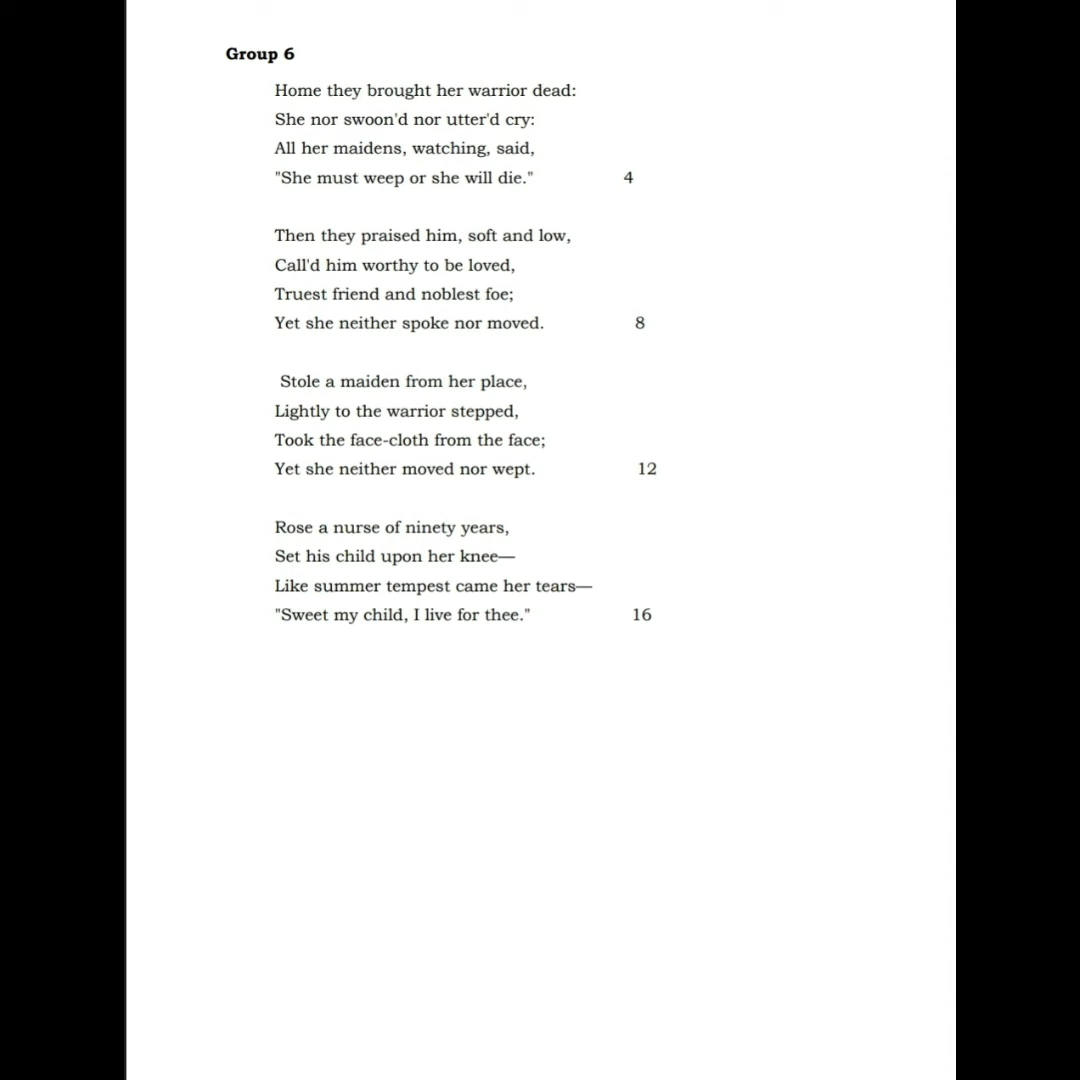 Group 6
Home they brought her warrior dead:
She nor swoon'd nor utter'd cry:
All her maidens, watching, said,
"She must weep or she will die." 4
Then they praised him, soft and low,
Call'd him worthy to be loved,
Truest friend and noblest foe;
Yet she neither spoke nor moved. 8
Stole a maiden from her place,
Lightly to the warrior stepped,
Took the face-cloth from the face;
Yet she neither moved nor wept. 12
Rose a nurse of ninety years,
Set his child upon her knee—
Like summer tempest came her tears—
"Sweet my child, I live for thee." 16